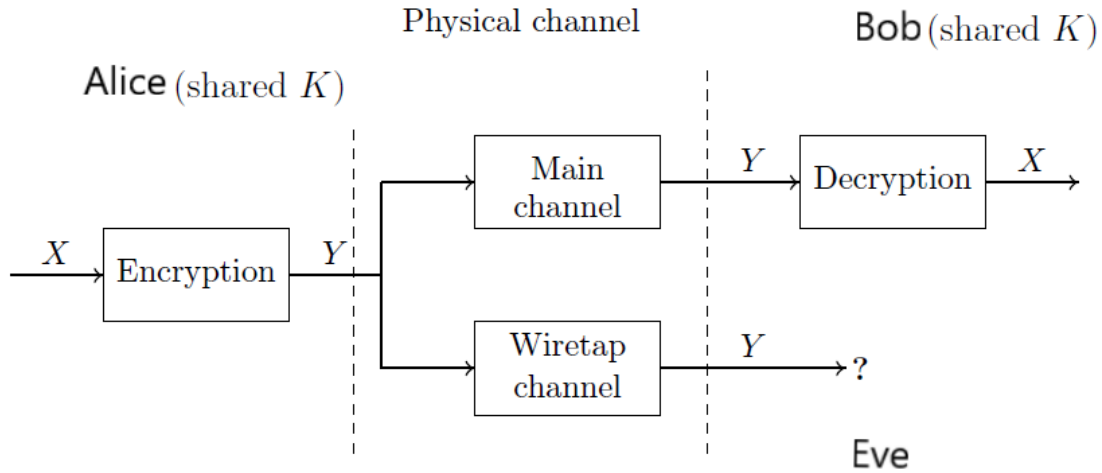 Physical channel
Bob (shared K)
Alice (shared K)
Main
channel
Y
Decryption
X
X
Encryption
Y
Wiretap
channel
Y
?
Eve